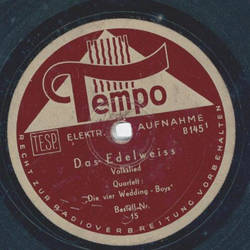 Tempo
TESP.
ELEKTR. AUFNAHME
8145¹
Das Edelweiss
Volkslied
Quartett:
"Die vier Wedding-Boys"
Bestell-Nr.
15
RECHT ZUR RADIOVERBREITUNG VORBEHALTEN